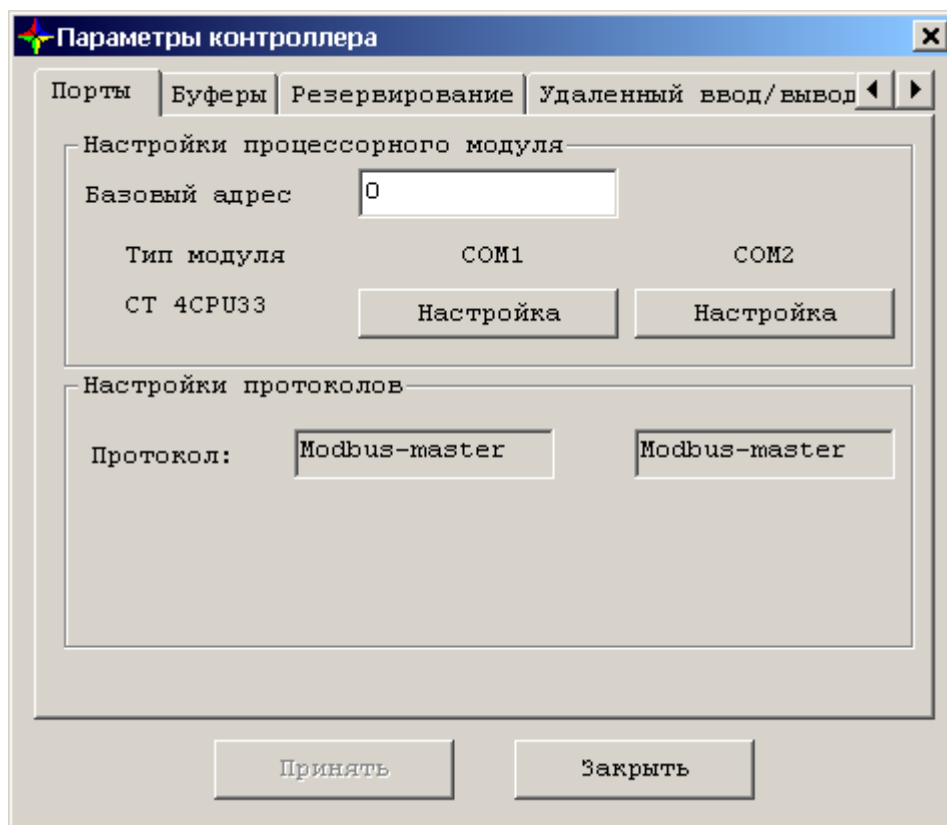 Параметры контроллера
Порты Буферы Резервирование Удаленный ввод/вывод
Настройки процессорного модуля
Базовый адрес 0
Тип модуля COM1 COM2
СТ 4CPU33 Настройка Настройка
Настройки протоколов
Протокол: Modbus-master Modbus-master
Принять Закрыть